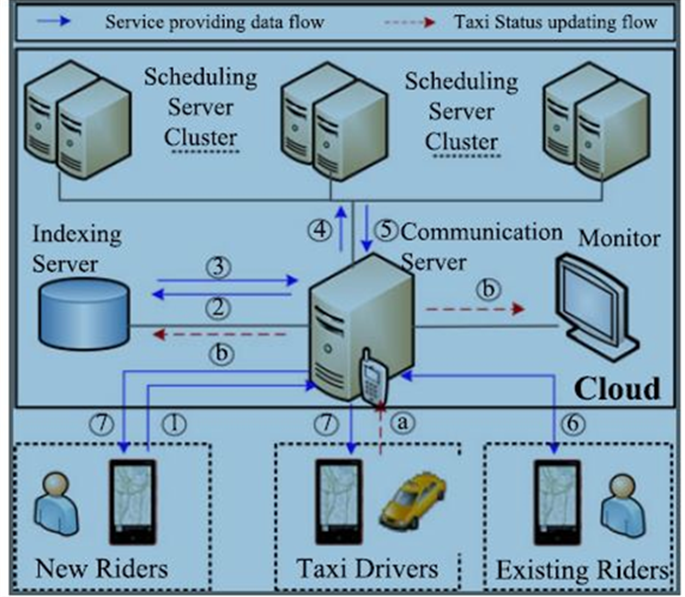 Service providing data flow Taxi Status updating flow
Scheduling
Server
Cluster
Scheduling
Server
Cluster
Indexing
Server
④ ⑤ Communication
Server
Monitor
③
②
ⓑ
ⓑ
Cloud
⑦ ① ⑦ ⓐ ⑥
New Riders Taxi Drivers Existing Riders